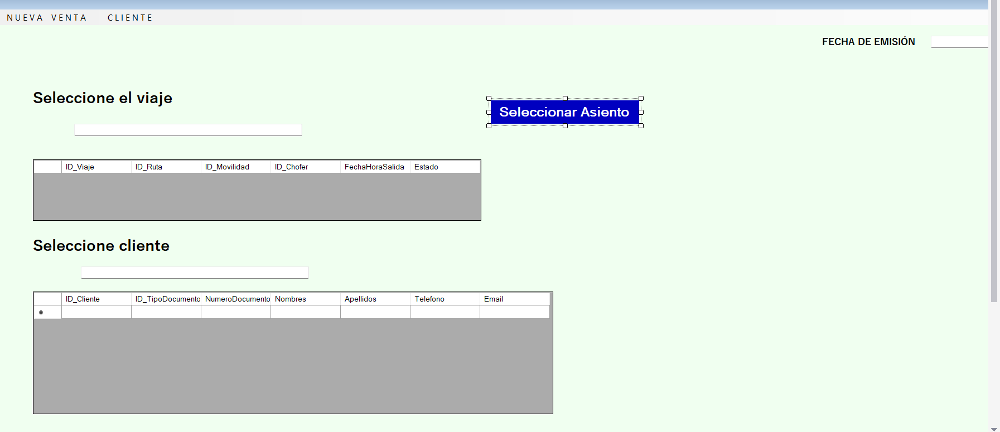 NUEVA VENTA CLIENTE
FECHA DE EMISIÓN
Seleccione el viaje
Seleccionar Asiento
ID_Viaje ID_Ruta ID_Movilidad ID_Chofer FechaHoraSalida Estado
Seleccione cliente
ID_Cliente ID_TipoDocumento NumeroDocumento Nombres Apellidos Telefono Email
*